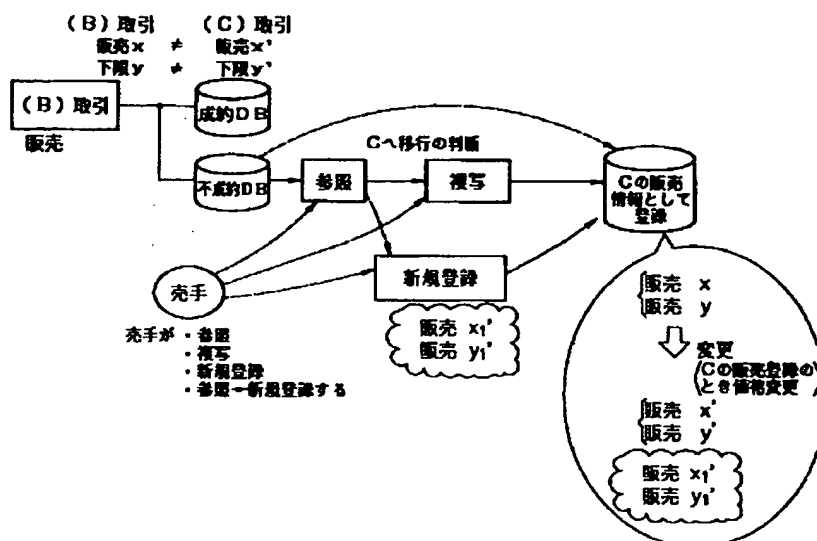 (B)取引 (C)取引
販売x ≠ 販売x'
下限y ≠ 下限y'
(B)取引
販売
成約DB
不成約DB
Cへ移行の判断
参照
複写
Cの販売
情報として
登録
売手
新規登録
販売 x1'
販売 y1'
売手が・参照
・複写
・新規登録
・参照→新規登録する
販売 x
販売 y
変更
(Cの販売登録の
とき価格変更)
販売 x'
販売 y'
販売 x1'
販売 y1'